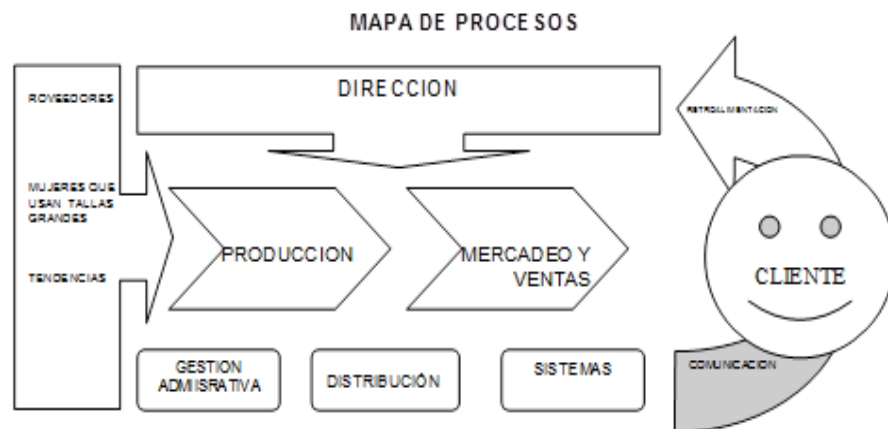 MAPA DE PROCESOS
ROVEEDORES
DIRECCION
RETROALIMENTACION
MUJERES QUE
USAN TALLAS
GRANDES
TENDENCIAS
PRODUCCION
MERCADEO Y
VENTAS
CLIENTE
GESTION
ADMIISRATIVA
DISTRIBUCIÓN
SISTEMAS
COMUNICACION